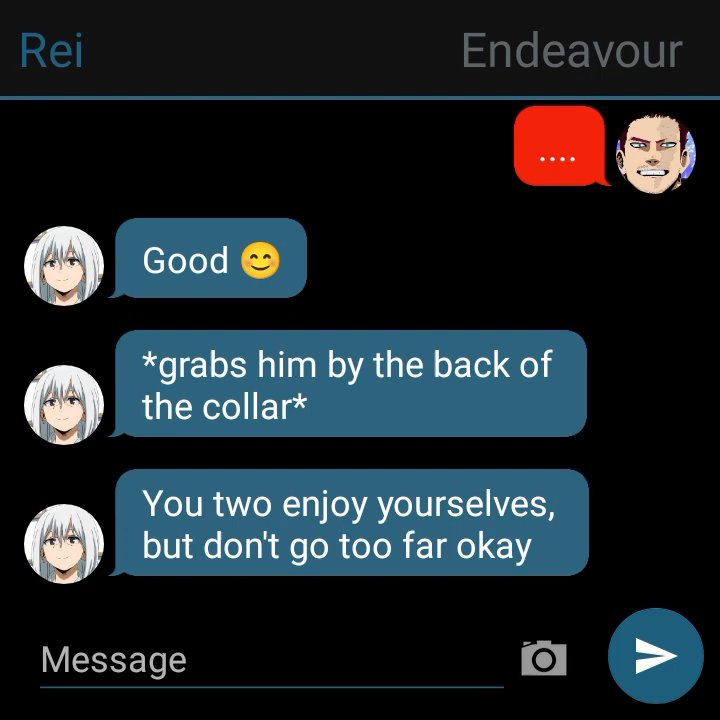 Rei
Endeavour
....
Good 😊
*grabs him by the back of
the collar*
You two enjoy yourselves,
but don't go too far okay
Message